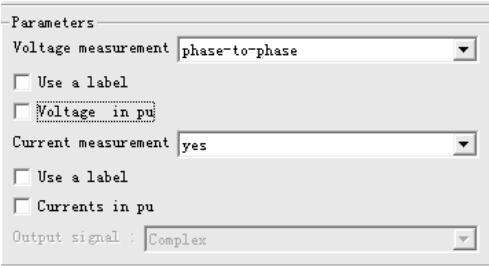 Parameters
Voltage measurement phase-to-phase
Use a label
Voltage in pu
Current measurement yes
Use a label
Currents in pu
Output signal : Complex